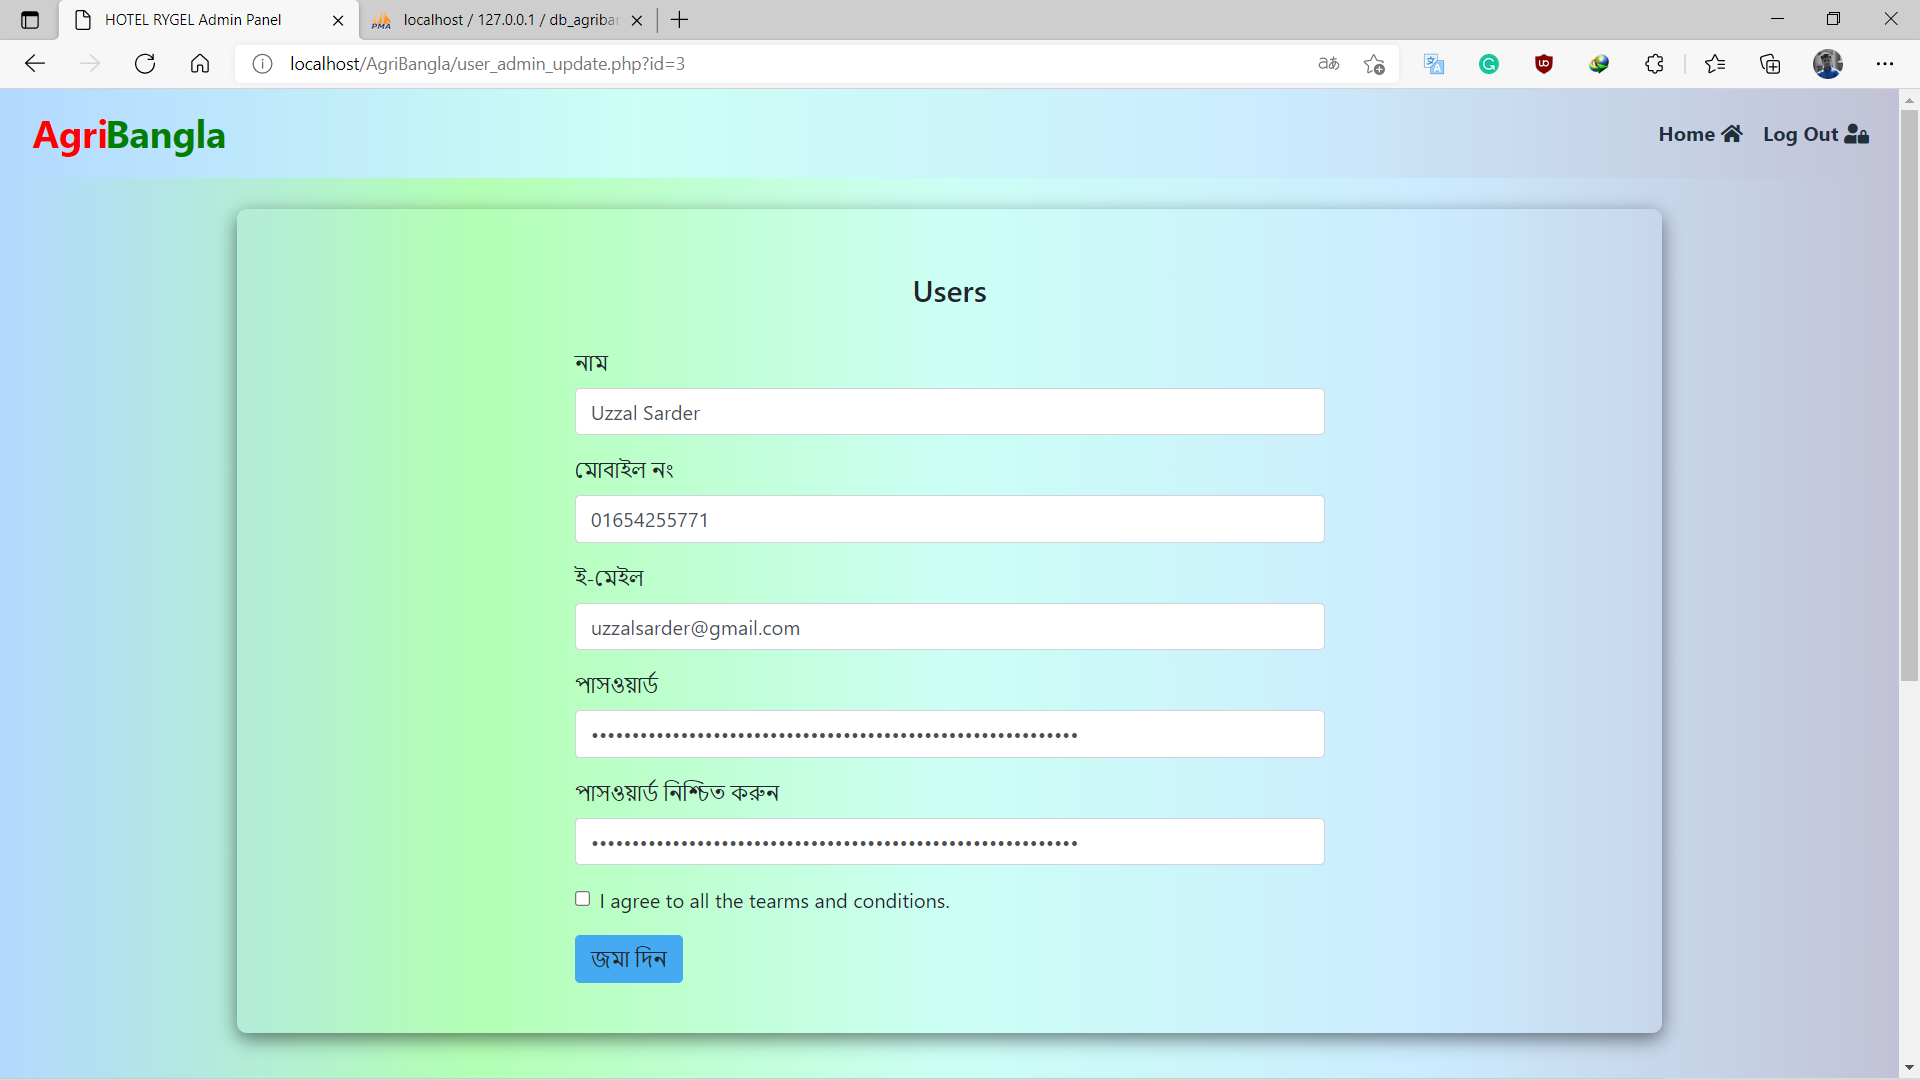 HOTEL RYGEL Admin Panel
localhost / 127.0.0.1 / db_agriba
localhost/AgriBangla/user_admin_update.php?id=3
AgriBangla
Home
Log Out
Users
নাম
Uzzal Sarder
মোবাইল নং
01654255771
ই-মেইল
uzzalsarder@gmail.com
পাসওয়ার্ড
পাসওয়ার্ড নিশ্চিত করুন
I agree to all the tearms and conditions.
জমা দিন